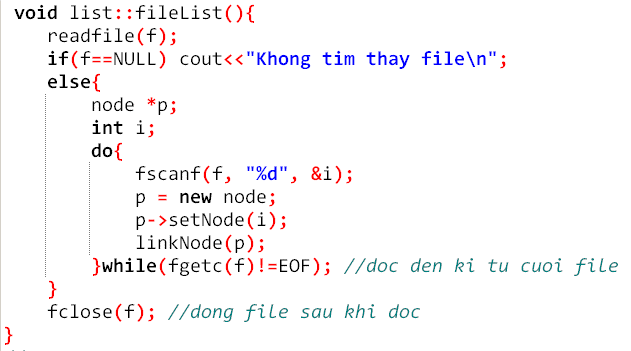 void list::fileList(){
readfile(f);
if(f==NULL) cout<<"Khong tim thay file\n";
else{
node *p;
int i;
do{
fscanf(f, "%d", &i);
p = new node;
p->setNode(i);
linkNode(p);
}while(fgetc(f)!=EOF); //doc den ki tu cuoi file
}
fclose(f); //dong file sau khi doc
}